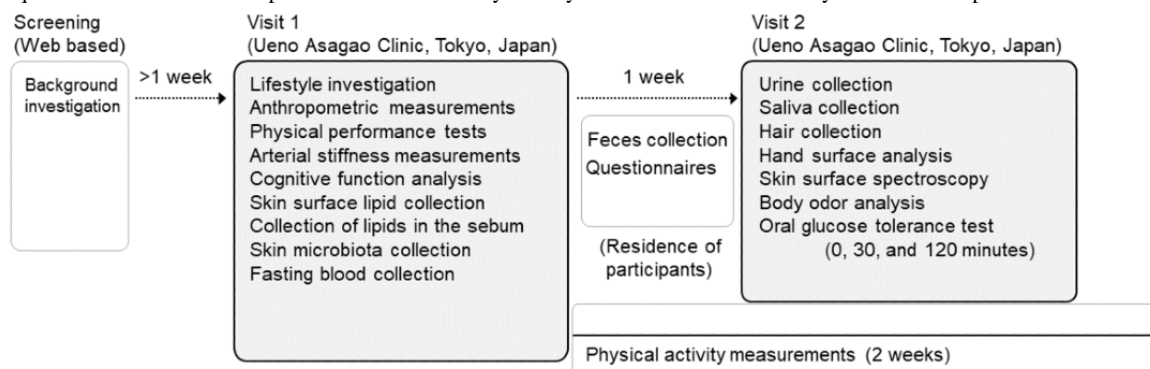 Screening
(Web based)
Background
investigation
>1 week
Visit 1
(Ueno Asagao Clinic, Tokyo, Japan)
Lifestyle investigation
Anthropometric measurements
Physical performance tests
Arterial stiffness measurements
Cognitive function analysis
Skin surface lipid collection
Collection of lipids in the sebum
Skin microbiota collection
Fasting blood collection
1 week
Feces collection
Questionnaires
(Residence of
participants)
Visit 2
(Ueno Asagao Clinic, Tokyo, Japan)
Urine collection
Saliva collection
Hair collection
Hand surface analysis
Skin surface spectroscopy
Body odor analysis
Oral glucose tolerance test
(0, 30, and 120 minutes)
Physical activity measurements (2 weeks)